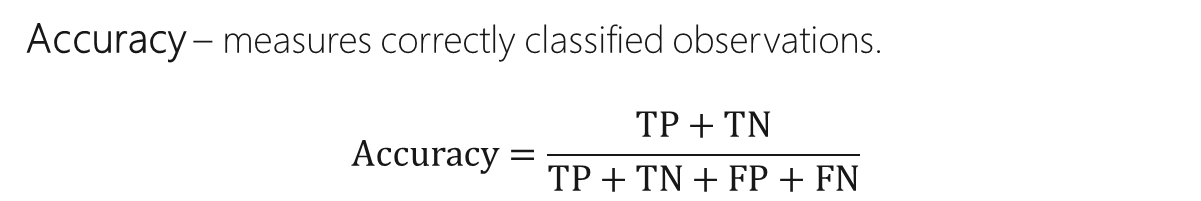 Accuracy – measures correctly classified observations.
Accuracy = TP + TN
TP + TN + FP + FN